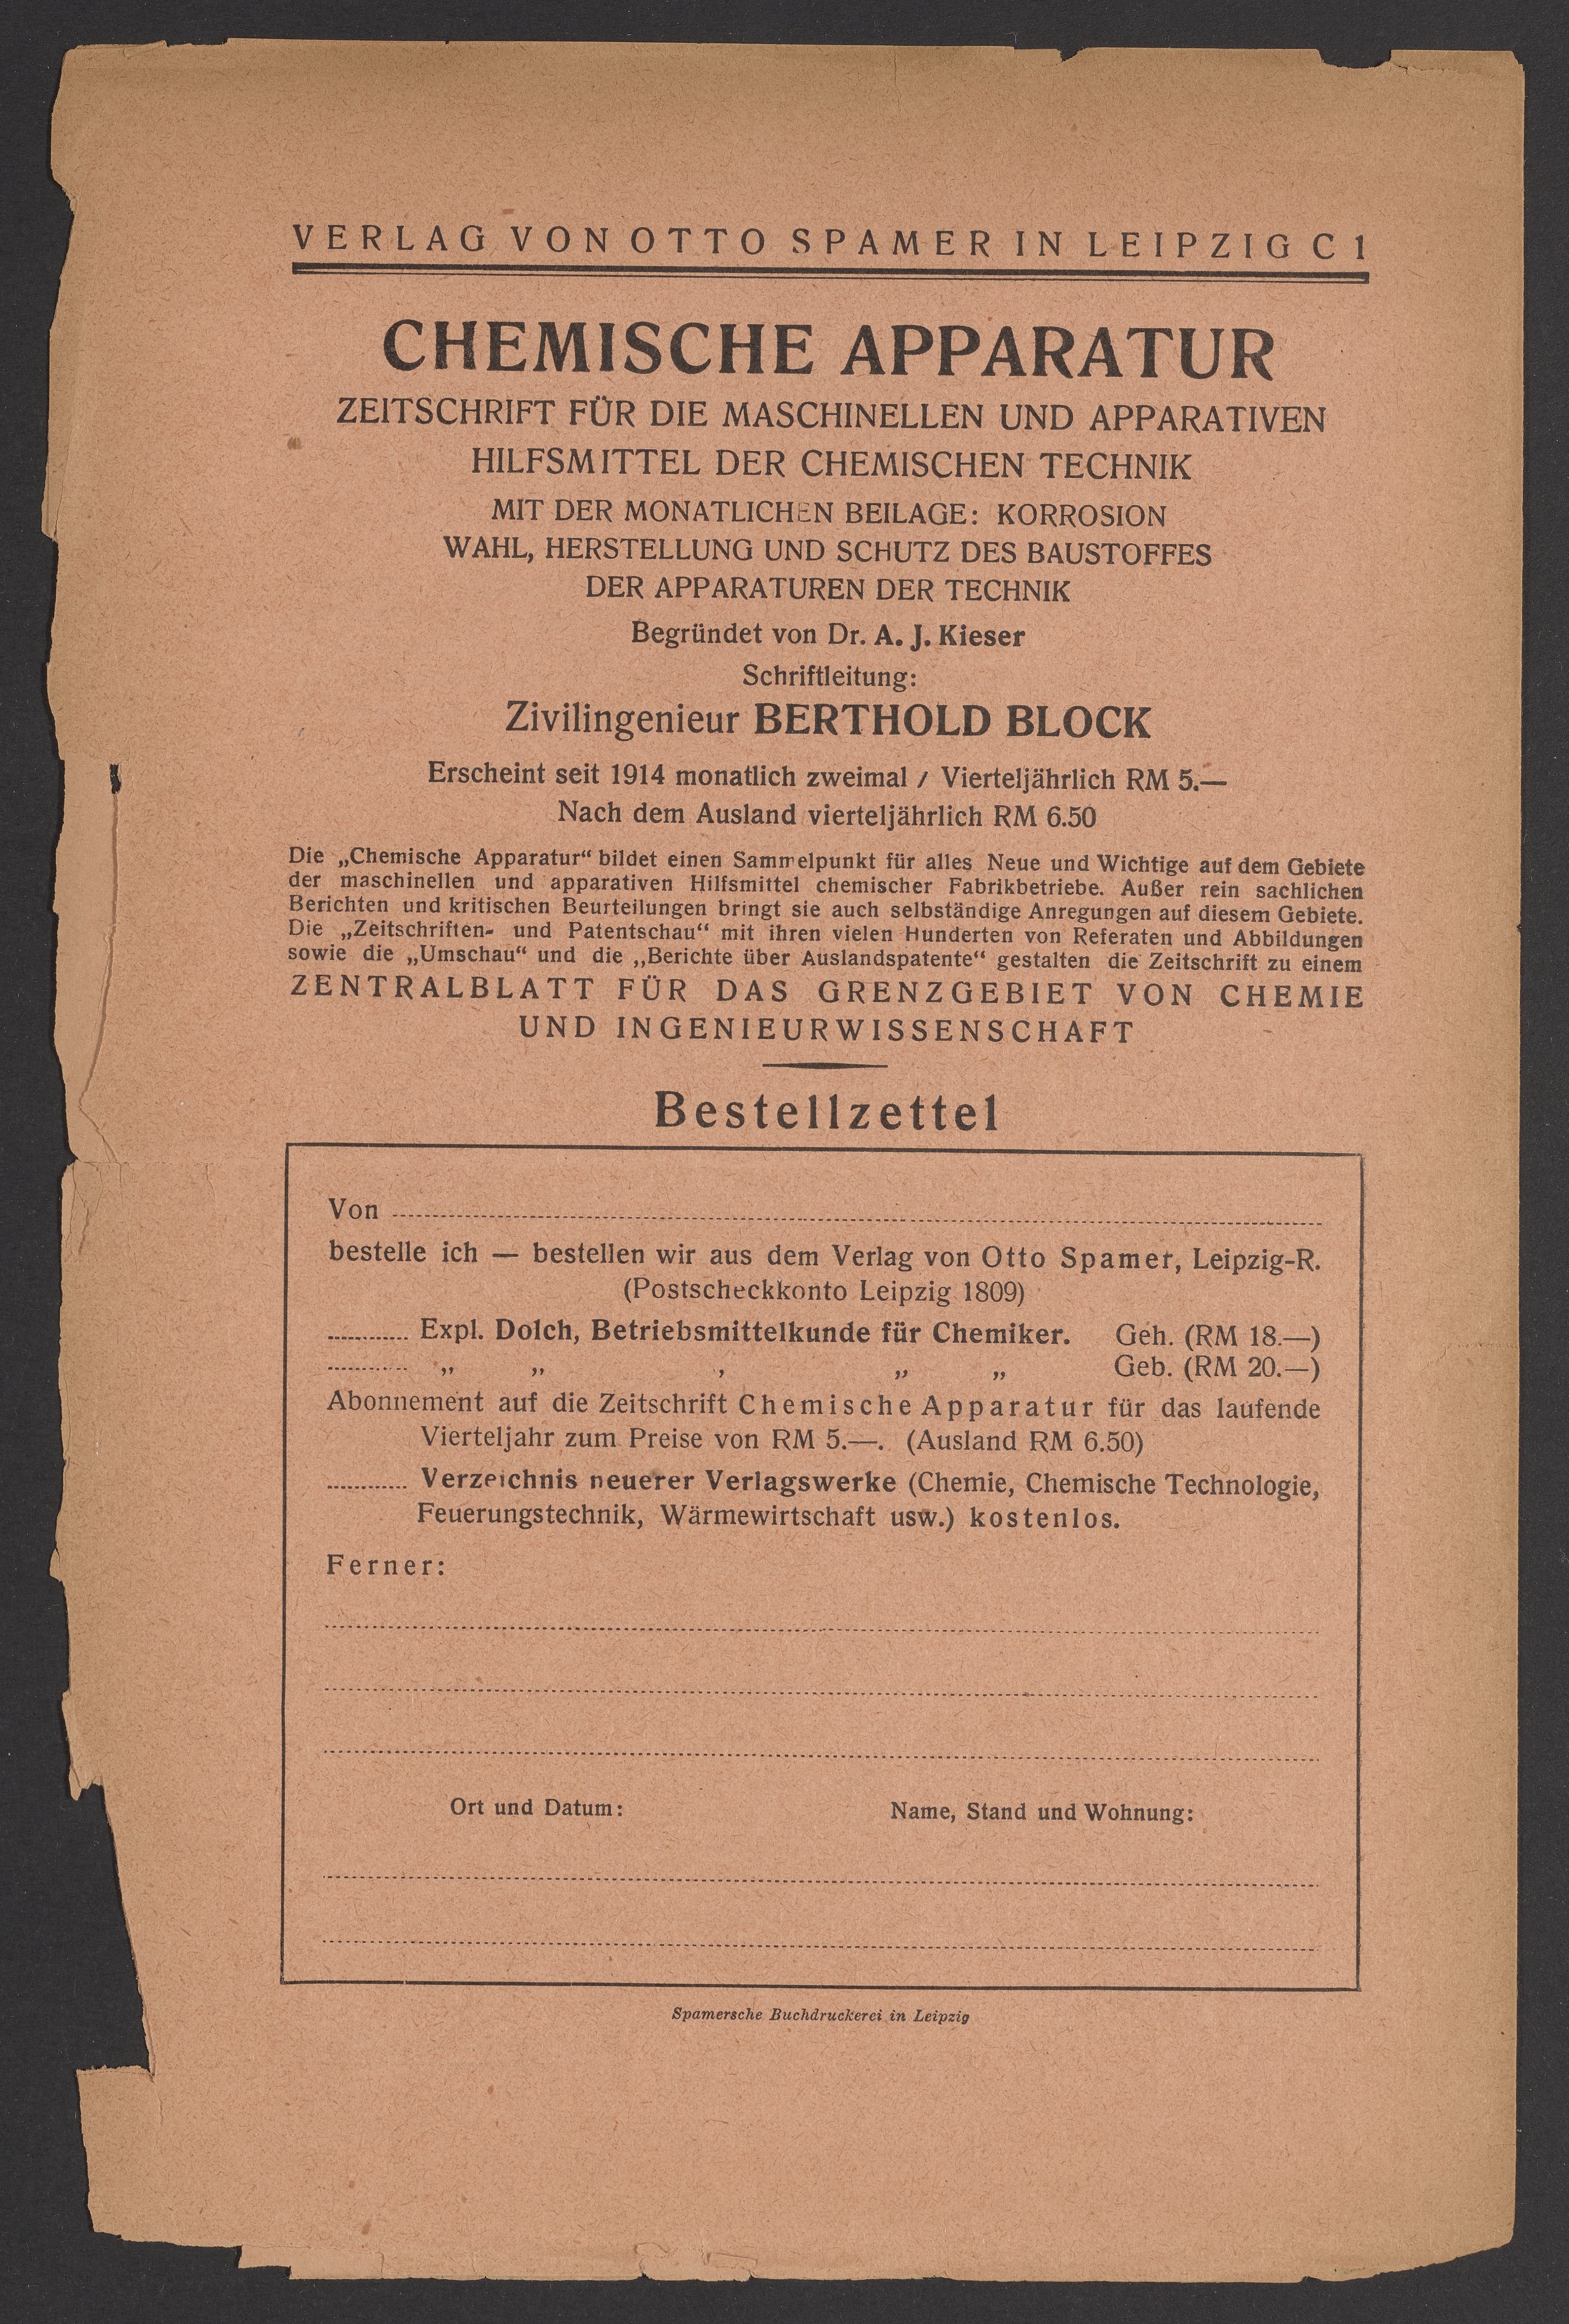 VERLAG VON OTTO SPAMER IN LEIPZIG C 1
CHEMISCHE APPARATUR
ZEITSCHRIFT FÜR DIE MASCHINELLEN UND APPARATIVEN
HILFSMITTEL DER CHEMISCHEN TECHNIK
MIT DER MONATLICHEN BEILAGE: KORROSION
WAHL, HERSTELLUNG UND SCHUTZ DES BAUSTOFFES
DER APPARATUREN DER TECHNIK
Begründet von Dr. A. J. Kieser
Schriftleitung:
Zivilingenieur BERTHOLD BLOCK
Erscheint seit 1914 monatlich zweimal / Vierteljährlich RM 5.—
Nach dem Ausland vierteljährlich RM 6.50
Die „Chemische Apparatur“ bildet einen Sammelpunkt für alles Neue und Wichtige auf dem Gebiete
der maschinellen und apparativen Hilfsmittel chemischer Fabrikbetriebe. Außer rein sachlichen
Berichten und kritischen Beurteilungen bringt sie auch selbständige Anregungen auf diesem Gebiete.
Die „Zeitschriften- und Patentschau“ mit ihren vielen Hunderten von Referaten und Abbildungen
sowie die „Umschau“ und die „Berichte über Auslandspatente“ gestalten die Zeitschrift zu einem
ZENTRALBLATT FÜR DAS GRENZGEBIET VON CHEMIE
UND INGENIEURWISSENSCHAFT
Bestellzettel
Von
bestelle ich — bestellen wir aus dem Verlag von Otto Spamer, Leipzig-R.
(Postscheckkonto Leipzig 1809)
Expl. Dolch, Betriebsmittelkunde für Chemiker. Geh. (RM 18.—)
„ „ , „ „ Geb. (RM 20.—)
Abonnement auf die Zeitschrift Chemische Apparatur für das laufende
Vierteljahr zum Preise von RM 5.—. (Ausland RM 6.50)
Verzeichnis neuerer Verlagswerke (Chemie, Chemische Technologie,
Feuerungstechnik, Wärmewirtschaft usw.) kostenlos.
Ferner:
Ort und Datum: Name, Stand und Wohnung:
Spamersche Buchdruckerei in Leipzig